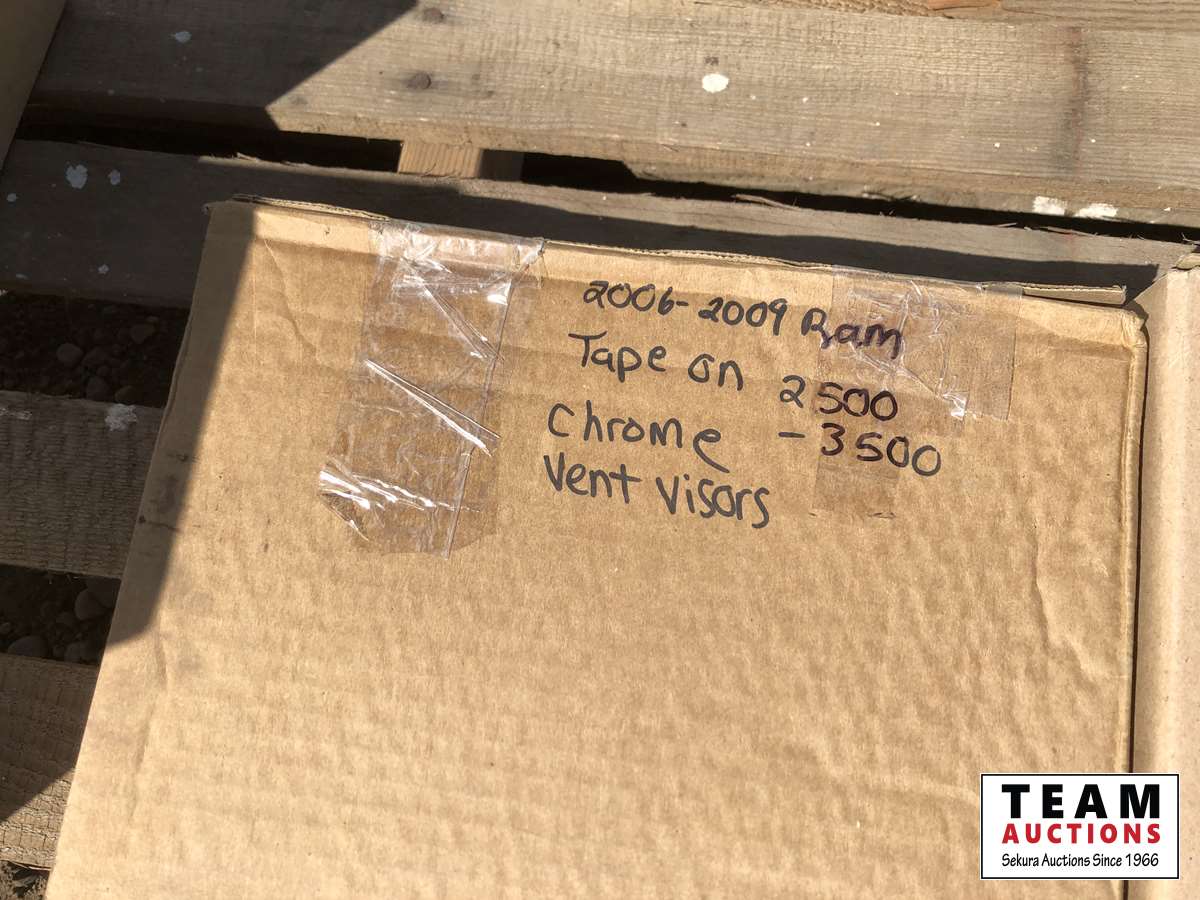 2006-2009 Ram
Tape on 2500
Chrome -3500
Vent Visors
TEAM
AUCTIONS
Sekura Auctions Since 1966